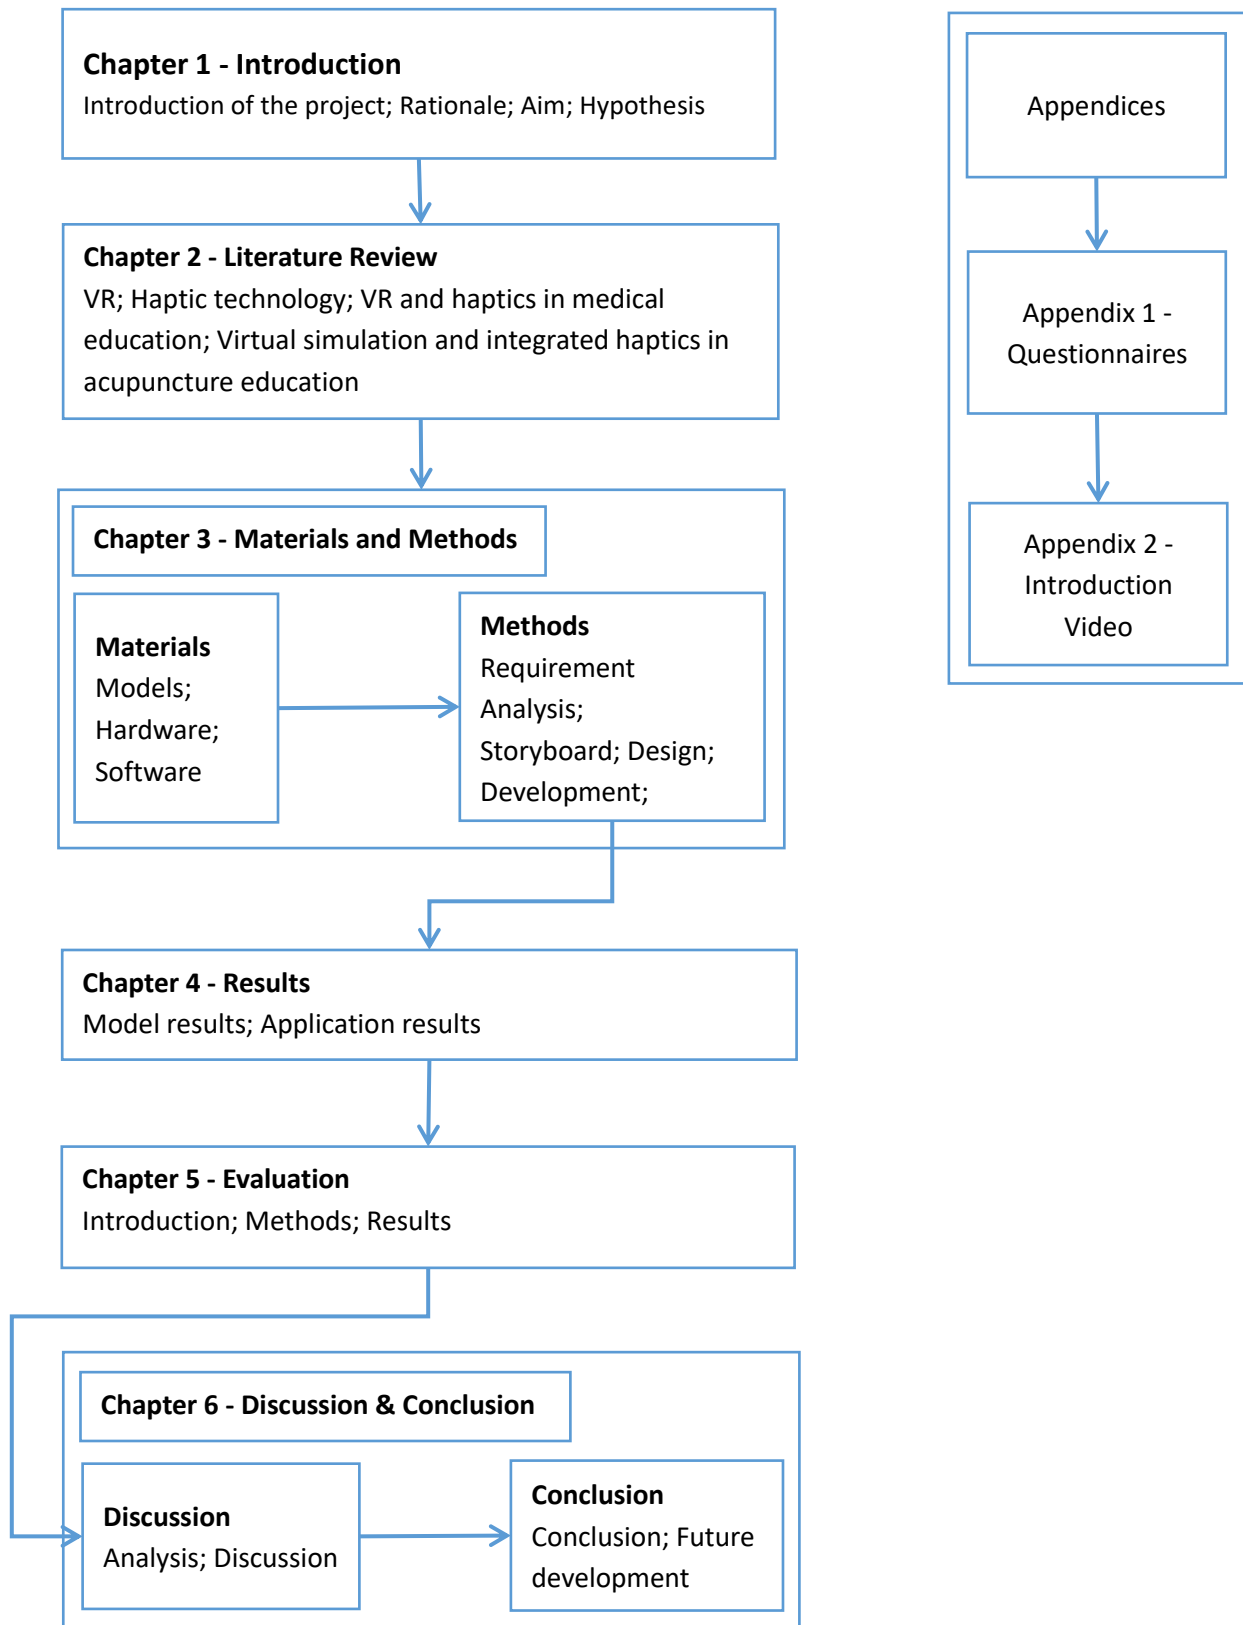 Chapter 1 - Introduction
Introduction of the project; Rationale; Aim; Hypothesis
Chapter 2 - Literature Review
VR; Haptic technology; VR and haptics in medical
education; Virtual simulation and integrated haptics in
acupuncture education
Chapter 3 - Materials and Methods
Materials
Models;
Hardware;
Software
Methods
Requirement
Analysis;
Storyboard; Design;
Development;
Chapter 4 - Results
Model results; Application results
Chapter 5 - Evaluation
Introduction; Methods; Results
Chapter 6 - Discussion & Conclusion
Discussion
Analysis; Discussion
Conclusion
Conclusion; Future
development
Appendices
Appendix 1 -
Questionnaires
Appendix 2 -
Introduction
Video